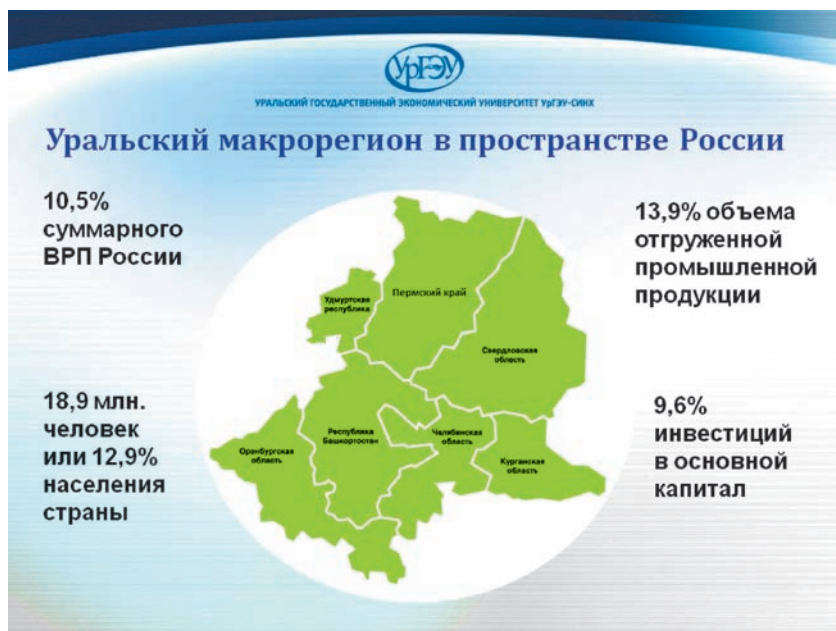 УрГЭУ
УРАЛЬСКИЙ ГОСУДАРСТВЕННЫЙ ЭКОНОМИЧЕСКИЙ УНИВЕРСИТЕТ УрГЭУ-СИНХ
Уральский макрорегион в пространстве России
10,5%
суммарного
ВРП России
13,9% объема
отгруженной
промышленной
продукции
Удмуртская
республика
Пермский край
Свердловская
область
18,9 млн.
человек
или 12,9%
населения
страны
Оренбургская
область
Республика
Башкортостан
Челябинская
область
Курганская
область
9,6%
инвестиций
в основной
капитал